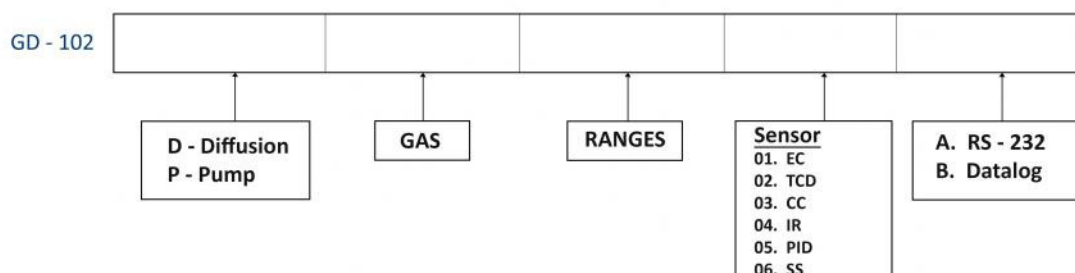 GD - 102
D - Diffusion
P - Pump
GAS
RANGES
Sensor
01. EC
02. TCD
03. CC
04. IR
05. PID
06. SS
A. RS - 232
B. Datalog